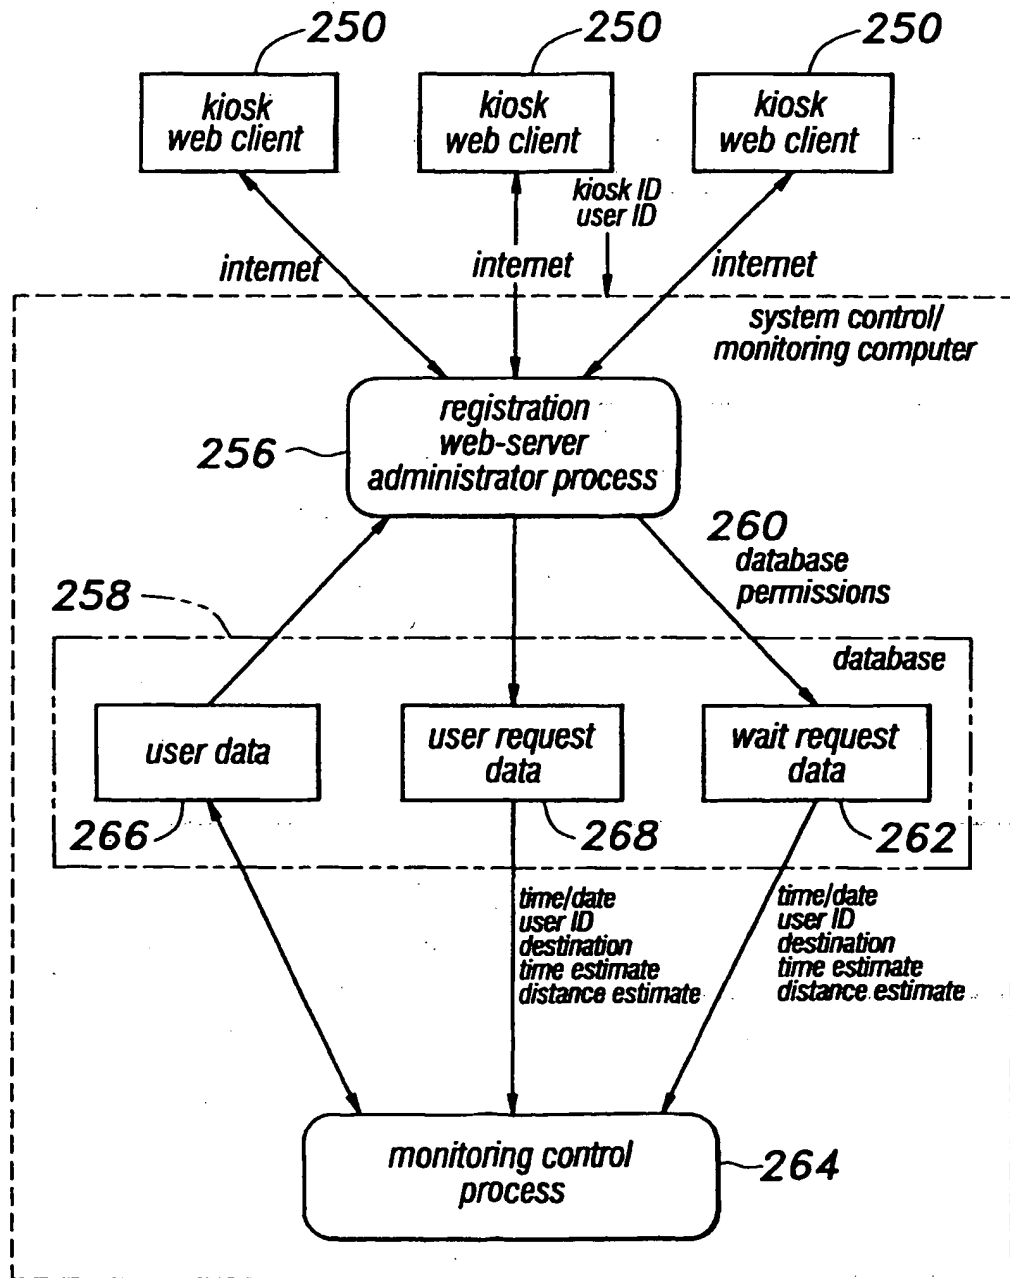 250
250
250
kiosk
web client
kiosk
web client
kiosk
web client
kiosk ID
user ID
internet
internet
internet
system control/
monitoring computer
registration
web-server
administrator process
256
260
database
permissions
258
database
user data
user request
data
wait request
data
266
268
262
time/date
user ID
destination
time estimate
distance estimate
time/date
user ID
destination
time estimate
distance estimate
monitoring control
process
264